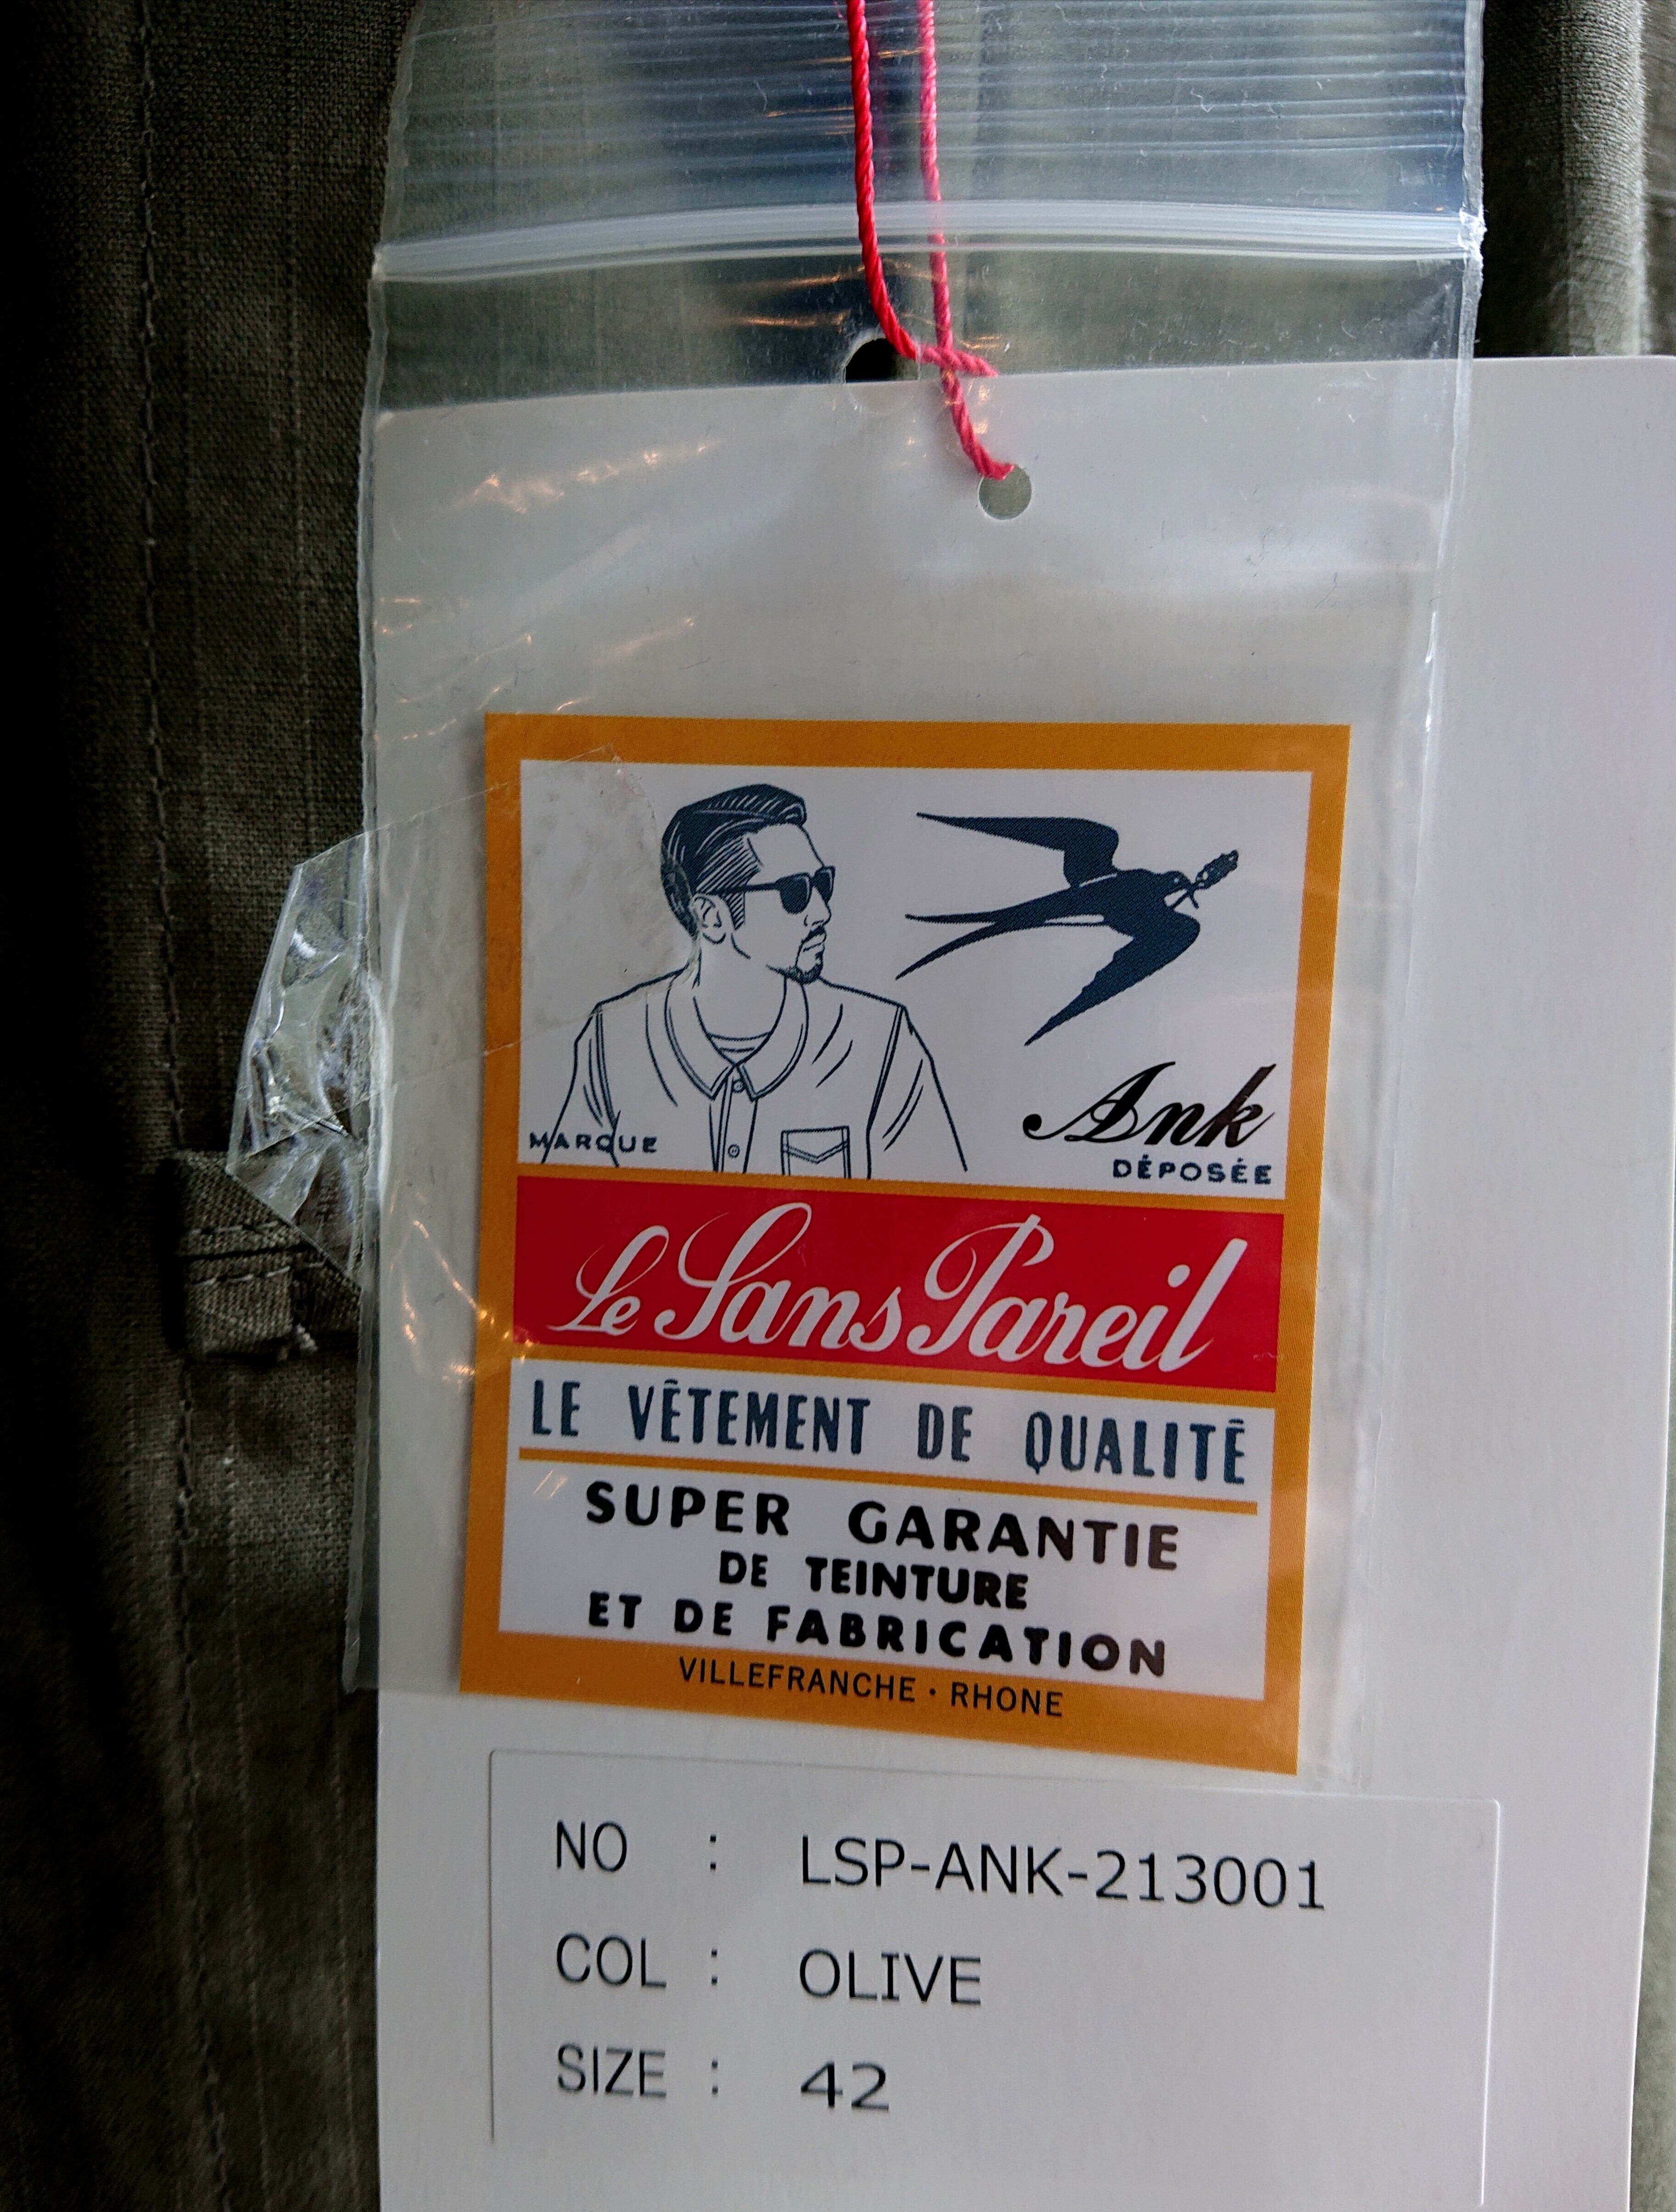 Ank
MARQUE DÉPOSÉE
Le Sans Pareil
LE VÊTEMENT DE QUALITÉ
SUPER GARANTIE
DE TEINTURE
ET DE FABRICATION
VILLEFRANCHE · RHONE
NO : LSP-ANK-213001
COL : OLIVE
SIZE : 42